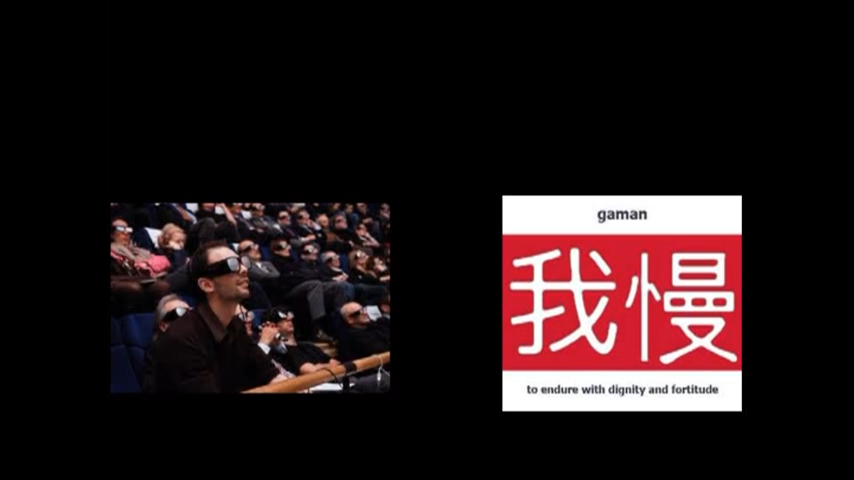 gaman
我慢
to endure with dignity and fortitude